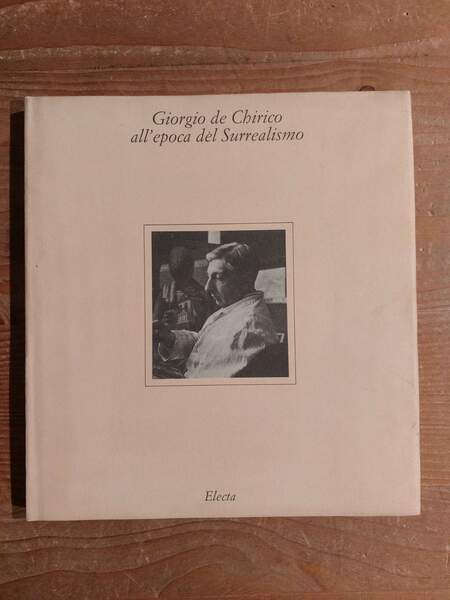 Giorgio de Chirico
all'epoca del Surrealismo
Electa